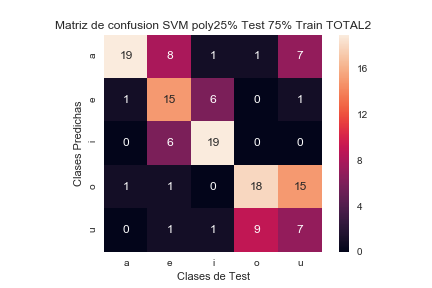 Matriz de confusion SVM poly25% Test 75% Train TOTAL2
a 19 8 1 1 7
e 1 15 6 0 1
i 0 6 19 0 0
o 1 1 0 18 15
u 0 1 1 9 7
a e i o u
Clases de Test
Clases Predichas
16
12
8
4
0